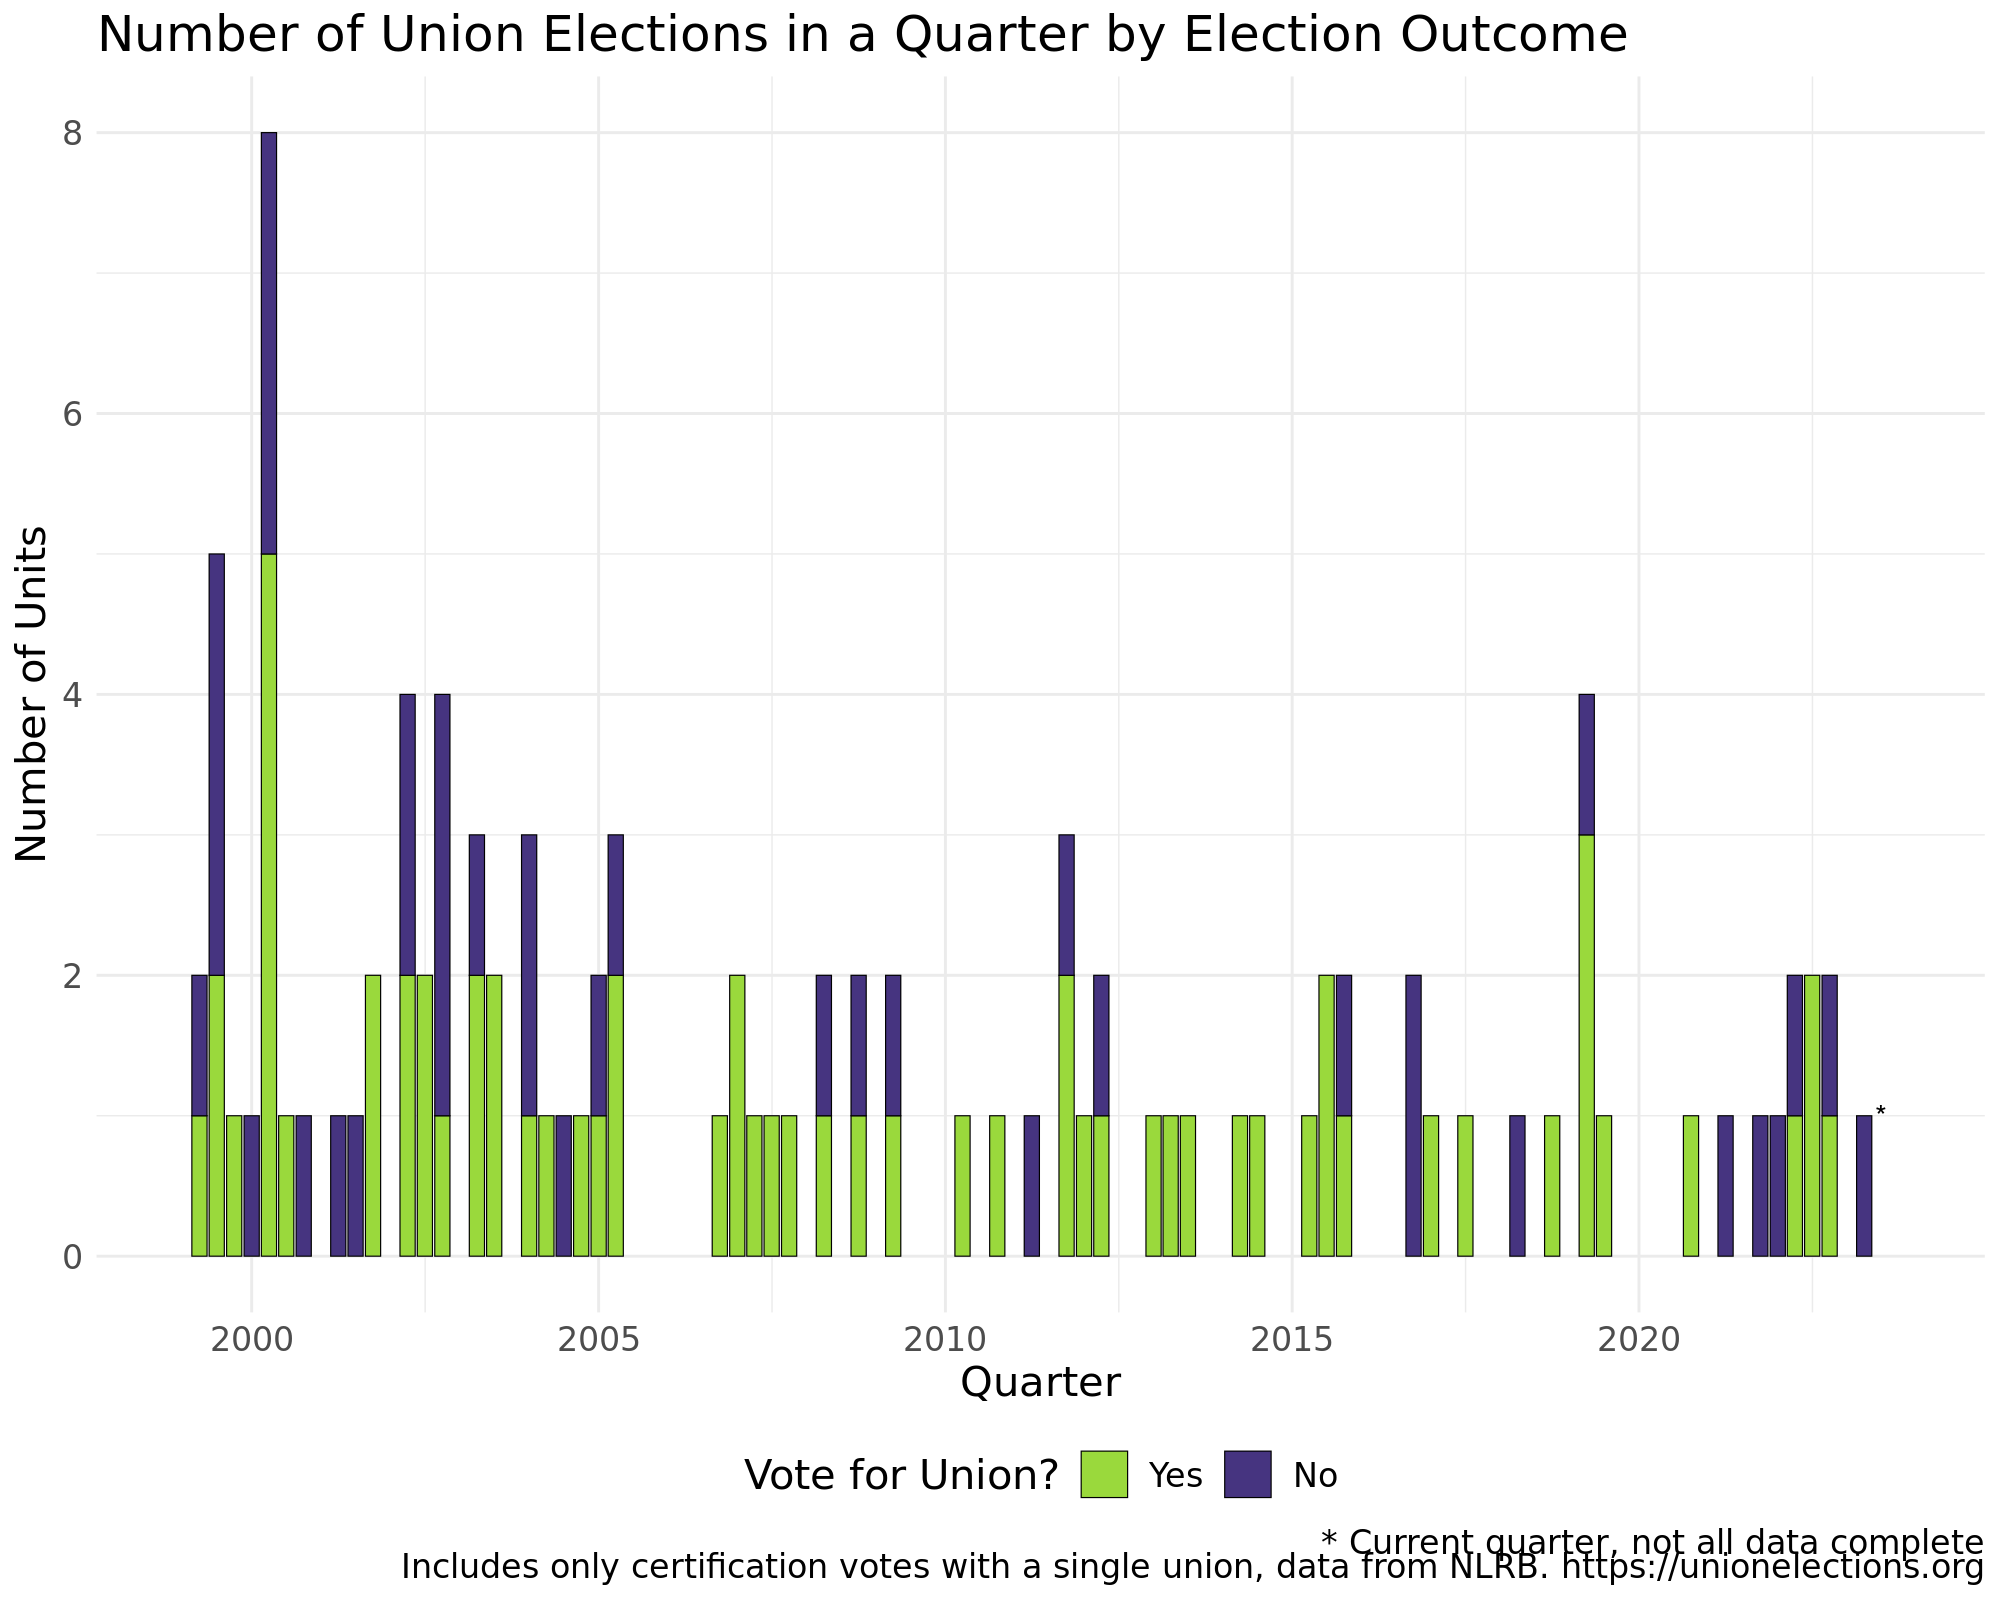 Number of Union Elections in a Quarter by Election Outcome
8
6
4
2
0
Number of Units
*
2000 2005 2010 2015 2020
Quarter
Vote for Union? Yes No
* Current quarter, not all data complete
Includes only certification votes with a single union, data from NLRB. https://unionelections.org